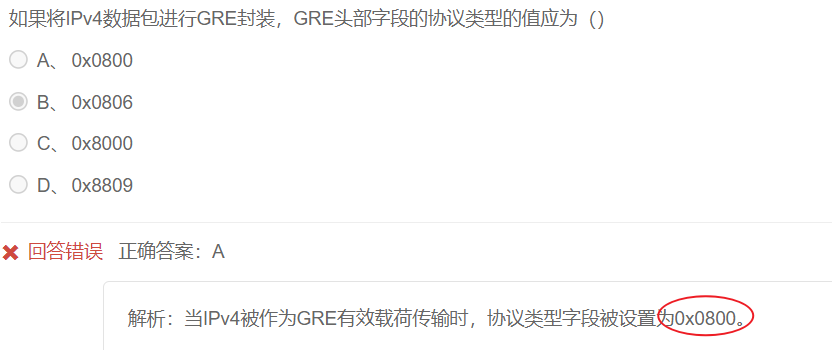 如果将IPv4数据包进行GRE封装，GRE头部字段的协议类型的值应为（）
A、 0x0800
B、 0x0806
C、 0x8000
D、 0x8809
回答错误 正确答案：A
解析：当IPv4被作为GRE有效载荷传输时，协议类型字段被设置为0x0800。